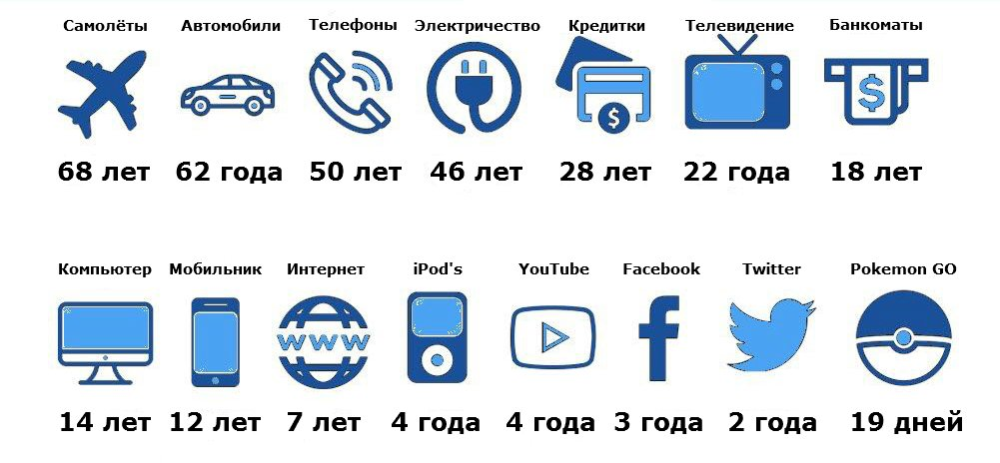 Самолёты Автомобили Телефоны Электричество Кредитки Телевидение Банкоматы
$ $
68 лет 62 года 50 лет 46 лет 28 лет 22 года 18 лет
Компьютер Мобильник Интернет iPod's YouTube Facebook Twitter Pokemon GO
www f
14 лет 12 лет 7 лет 4 года 4 года 3 года 2 года 19 дней